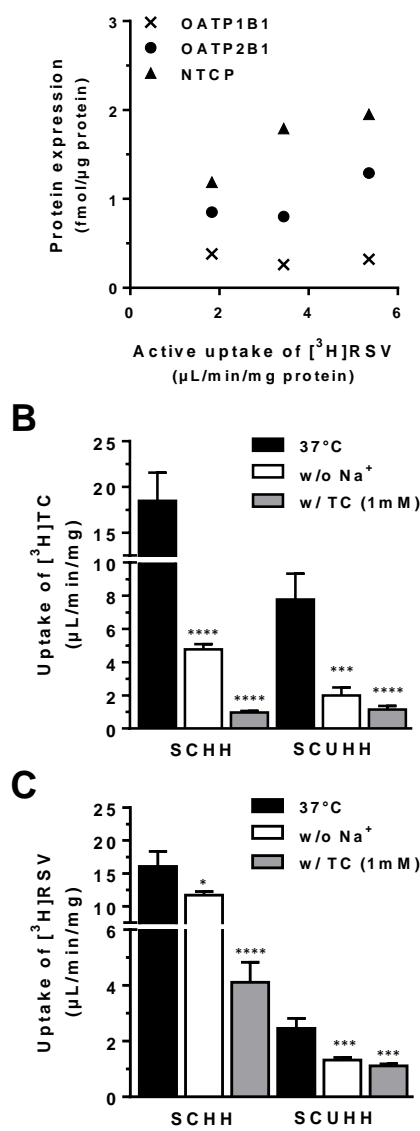 OATP1B1
OATP2B1
NTCP
Protein expression
(fmol/µg protein)
3
2
1
0
0 2 4 6
Active uptake of [³H]RSV
(µL/min/mg protein)
B
Uptake of [³H]TC
(µL/min/mg)
25
20
15
10
8
6
4
2
0
37°C
w/o Na⁺
w/ TC (1mM)
**** **** *** ****
SCHH SCUHH
C
Uptake of [³H]RSV
(µL/min/mg)
25
20
15
10
6
4
2
0
37°C
w/o Na⁺
w/ TC (1mM)
* **** *** ***
SCHH SCUHH